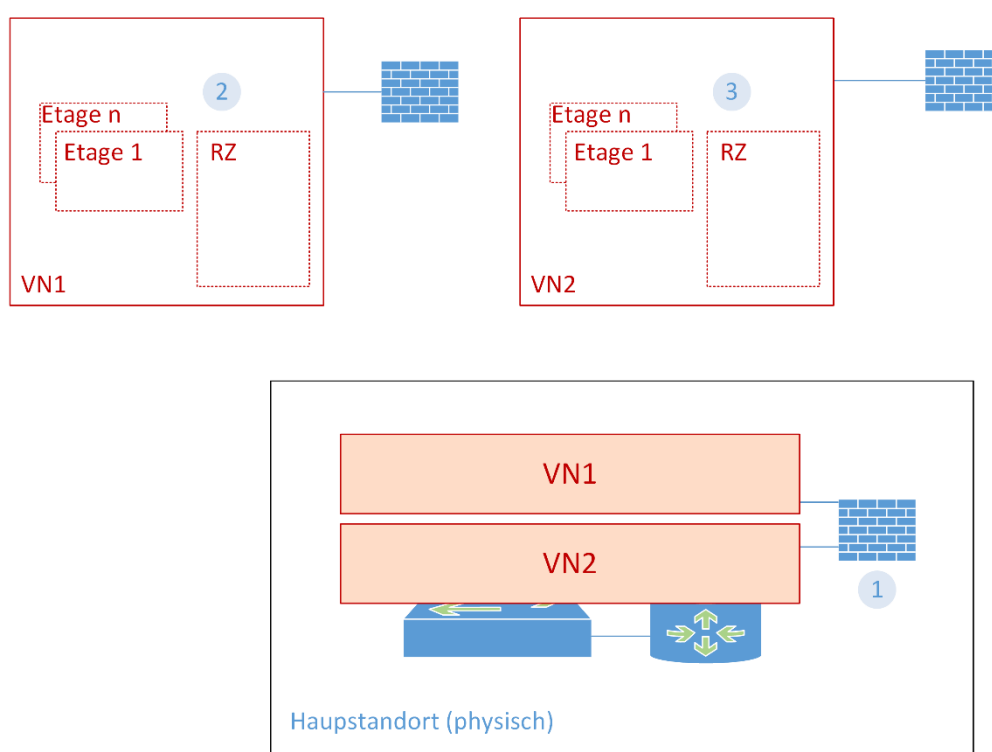 2
Etage n
Etage 1
RZ
VN1
3
Etage n
Etage 1
RZ
VN2
VN1
VN2
1
Haupstandort (physisch)